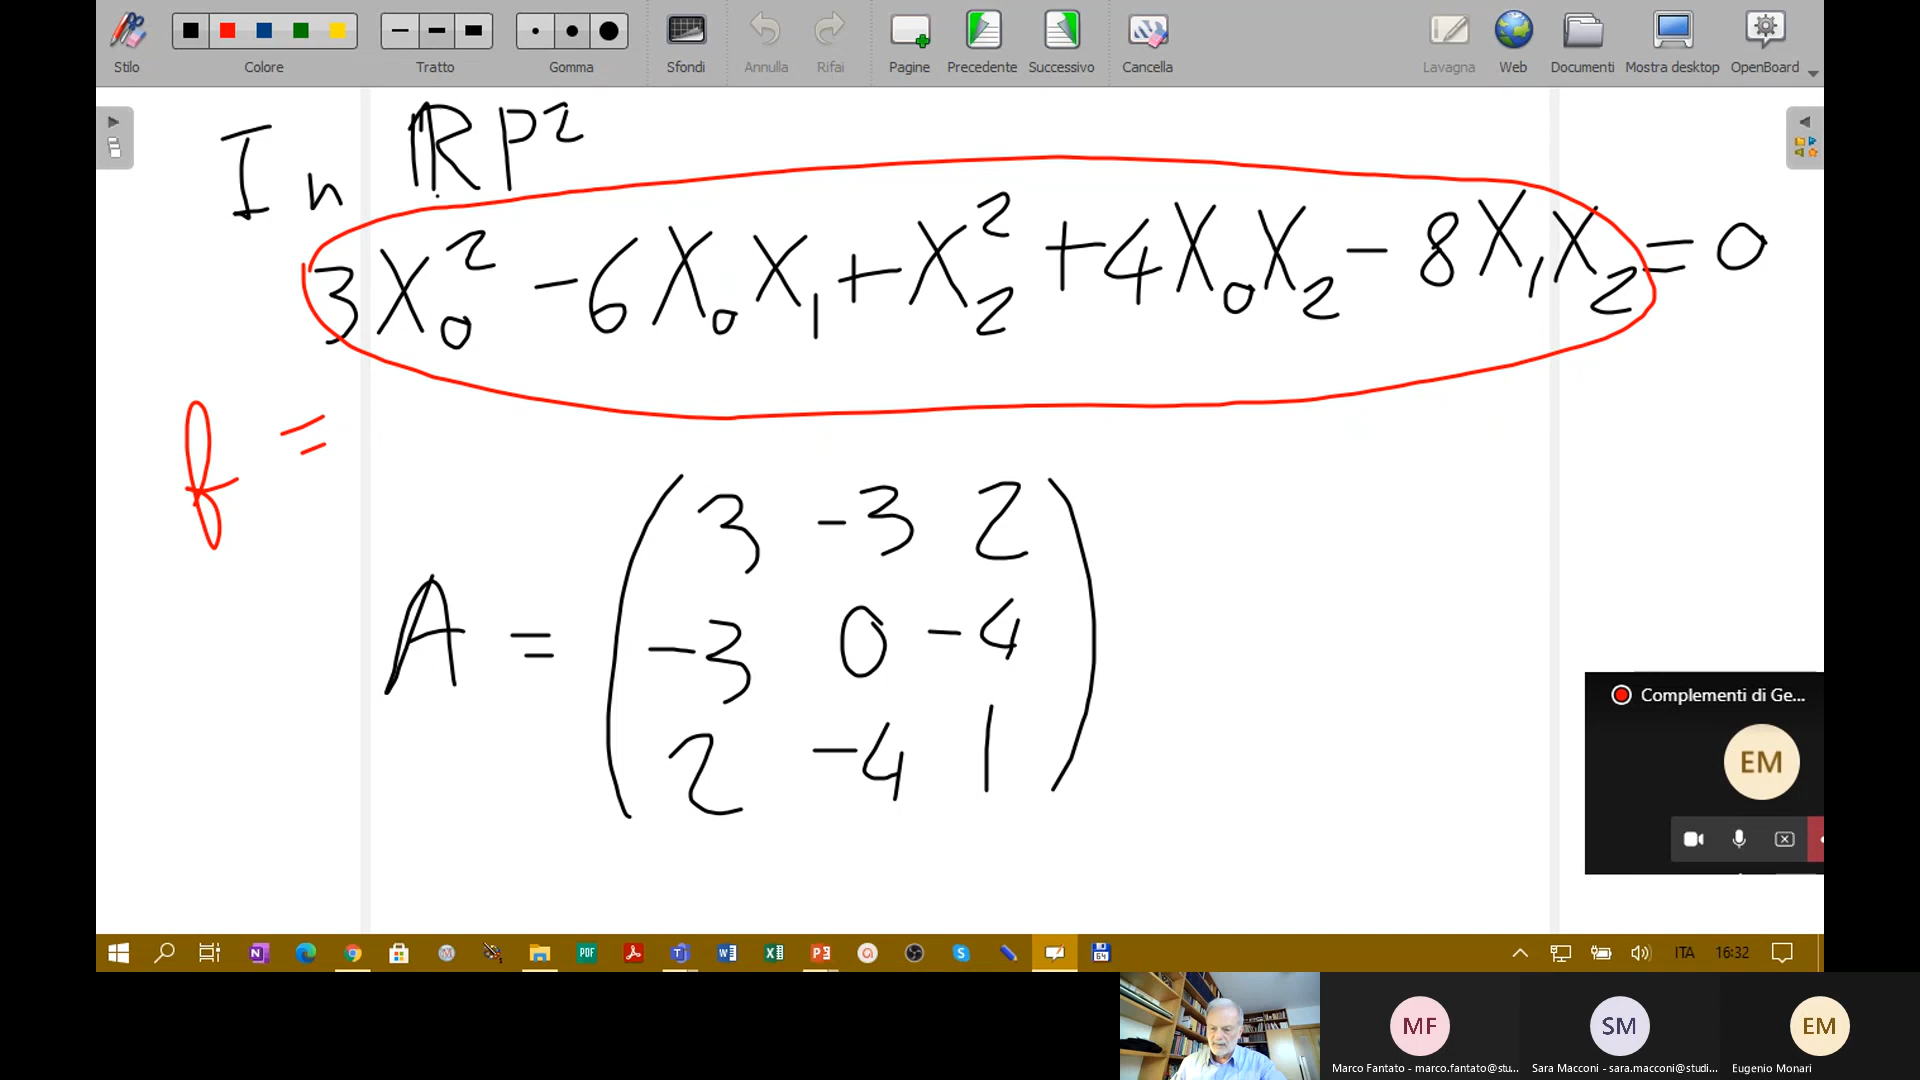 Stilo Colore Tratto Gomma Sfondi Annulla Rifai Pagine Precedente Successivo Cancella Lavagna Web Documenti Mostra desktop OpenBoard
In RP²
3X₀² - 6X₀X₁ + X₂² + 4X₀X₂ - 8X₁X₂ = 0
f =
A = ( 3 -3 2
-3 0 -4
2 -4 1 )
Complementi di Ge...
EM
ITA 16:32
MF SM EM
Marco Fantato - marco.fantato@stu... Sara Macconi - sara.macconi@studi... Eugenio Monari